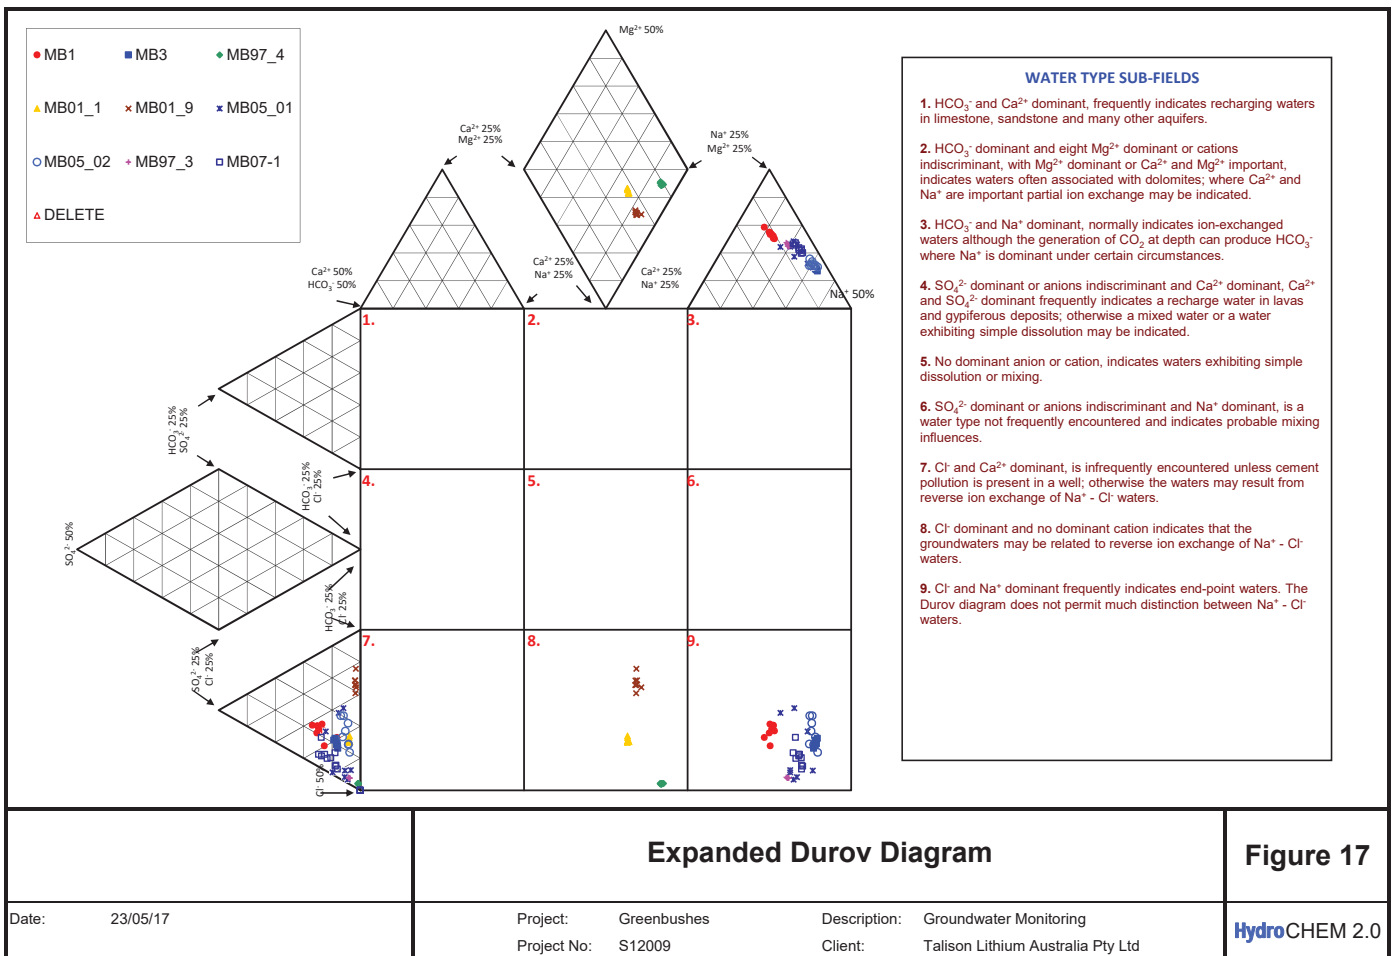 MB1
MB3
MB97_4
MB01_1
MB01_9
MB05_01
MB05_02
MB97_3
MB07-1
DELETE
Mg²⁺ 50%
Ca²⁺ 25%
Mg²⁺ 25%
Na⁺ 25%
Mg²⁺ 25%
Ca²⁺ 50%
HCO₃⁻ 50%
Ca²⁺ 25%
Na⁺ 25%
Ca²⁺ 25%
Na⁺ 25%
Na⁺ 50%
1.
2.
3.
HCO₃⁻ 25%
SO₄²⁻ 25%
HCO₃⁻ 25%
Cl⁻ 25%
4.
5.
6.
SO₄²⁻ 50%
HCO₃⁻ 25%
Cl⁻ 25%
SO₄²⁻ 25%
Cl⁻ 25%
7.
8.
9.
Cl⁻ 50%
WATER TYPE SUB-FIELDS
1. HCO₃⁻ and Ca²⁺ dominant, frequently indicates recharging waters
in limestone, sandstone and many other aquifers.
2. HCO₃⁻ dominant and eight Mg²⁺ dominant or cations
indiscriminant, with Mg²⁺ dominant or Ca²⁺ and Mg²⁺ important,
indicates waters often associated with dolomites; where Ca²⁺ and
Na⁺ are important partial ion exchange may be indicated.
3. HCO₃⁻ and Na⁺ dominant, normally indicates ion-exchanged
waters although the generation of CO₂ at depth can produce HCO₃⁻
where Na⁺ is dominant under certain circumstances.
4. SO₄²⁻ dominant or anions indiscriminant and Ca²⁺ dominant, Ca²⁺
and SO₄²⁻ dominant frequently indicates a recharge water in lavas
and gypiferous deposits; otherwise a mixed water or a water
exhibiting simple dissolution may be indicated.
5. No dominant anion or cation, indicates waters exhibiting simple
dissolution or mixing.
6. SO₄²⁻ dominant or anions indiscriminant and Na⁺ dominant, is a
water type not frequently encountered and indicates probable mixing
influences.
7. Cl⁻ and Ca²⁺ dominant, is infrequently encountered unless cement
pollution is present in a well; otherwise the waters may result from
reverse ion exchange of Na⁺ - Cl⁻ waters.
8. Cl⁻ dominant and no dominant cation indicates that the
groundwaters may be related to reverse ion exchange of Na⁺ - Cl⁻
waters.
9. Cl⁻ and Na⁺ dominant frequently indicates end-point waters. The
Durov diagram does not permit much distinction between Na⁺ - Cl⁻
waters.
Expanded Durov Diagram
Figure 17
Date: 23/05/17
Project: Greenbushes
Description: Groundwater Monitoring
Project No: S12009
Client: Talison Lithium Australia Pty Ltd
HydroCHEM 2.0